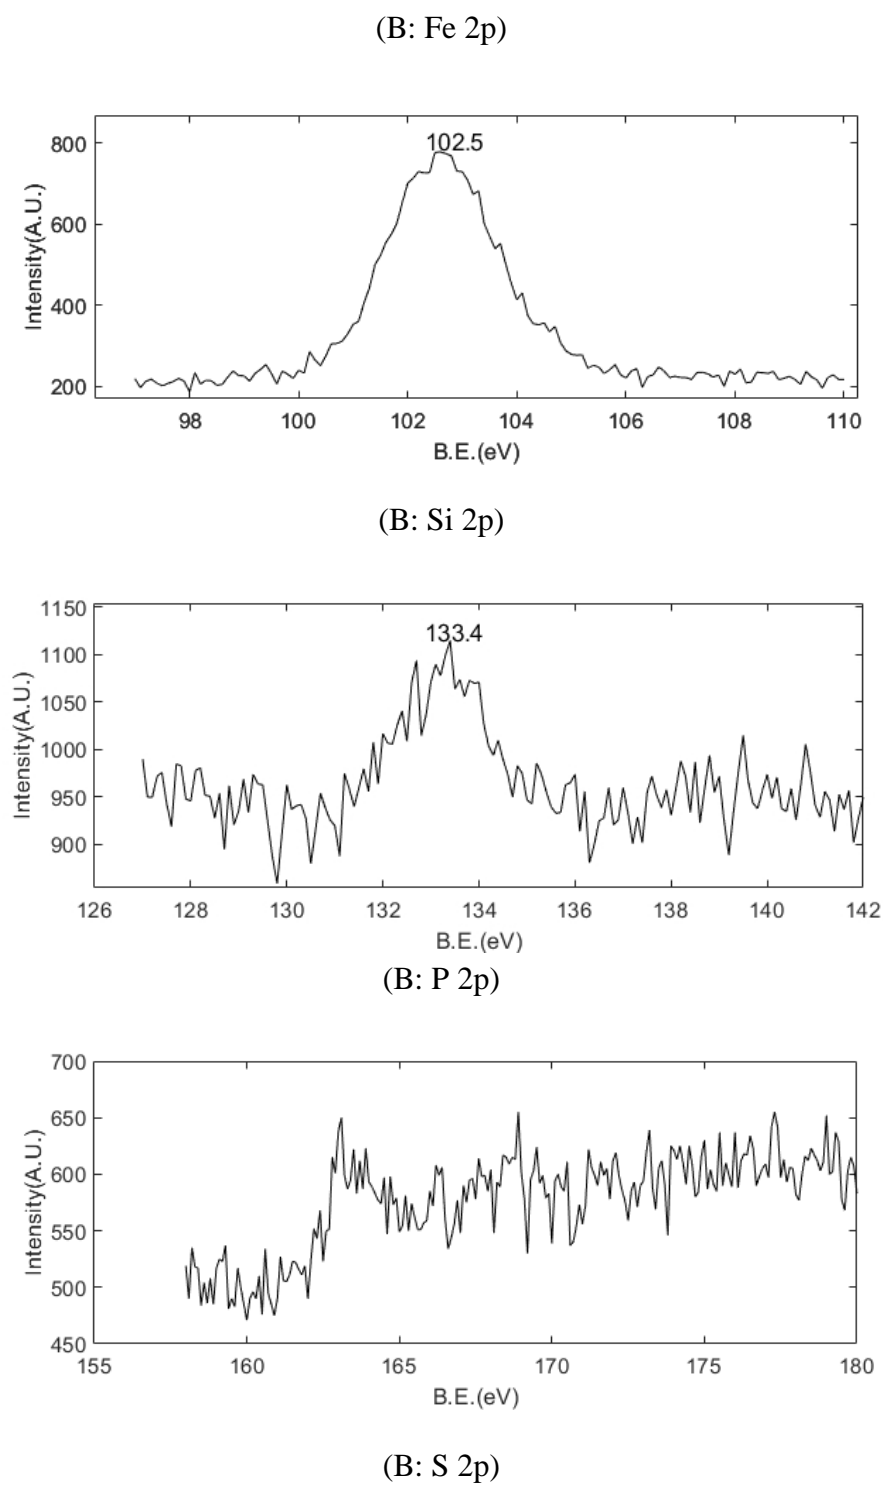 (B: Fe 2p)
102.5
800
600
400
200
Intensity(A.U.)
98 100 102 104 106 108 110
B.E.(eV)
(B: Si 2p)
133.4
1150
1100
1050
1000
950
900
Intensity(A.U.)
126 128 130 132 134 136 138 140 142
B.E.(eV)
(B: P 2p)
700
650
600
550
500
450
Intensity(A.U.)
155 160 165 170 175 180
B.E.(eV)
(B: S 2p)